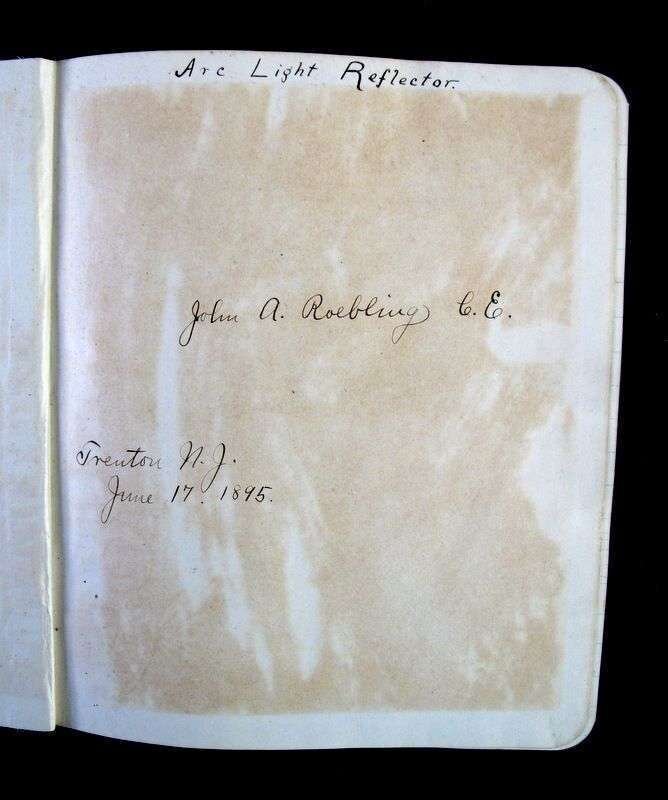 Arc Light Reflector.
John A. Roebling C.E.
Trenton N.J.
June 17. 1895.